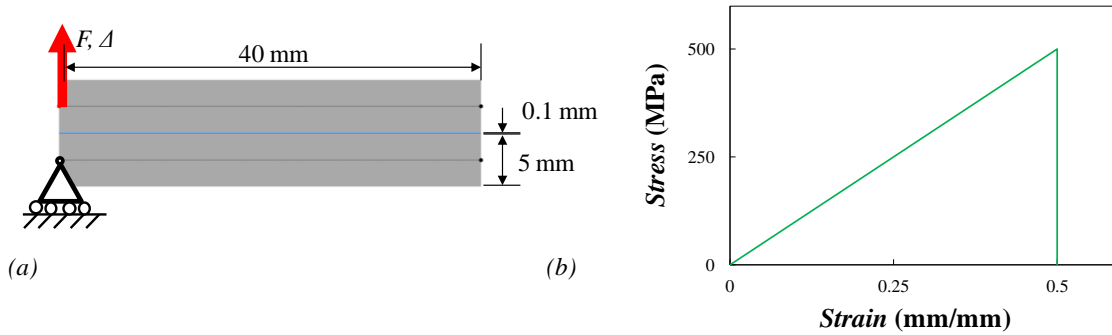 F, Δ
40 mm
0.1 mm
5 mm
(a)
(b)
Stress (MPa)
500
250
0
0
0.25
0.5
Strain (mm/mm)